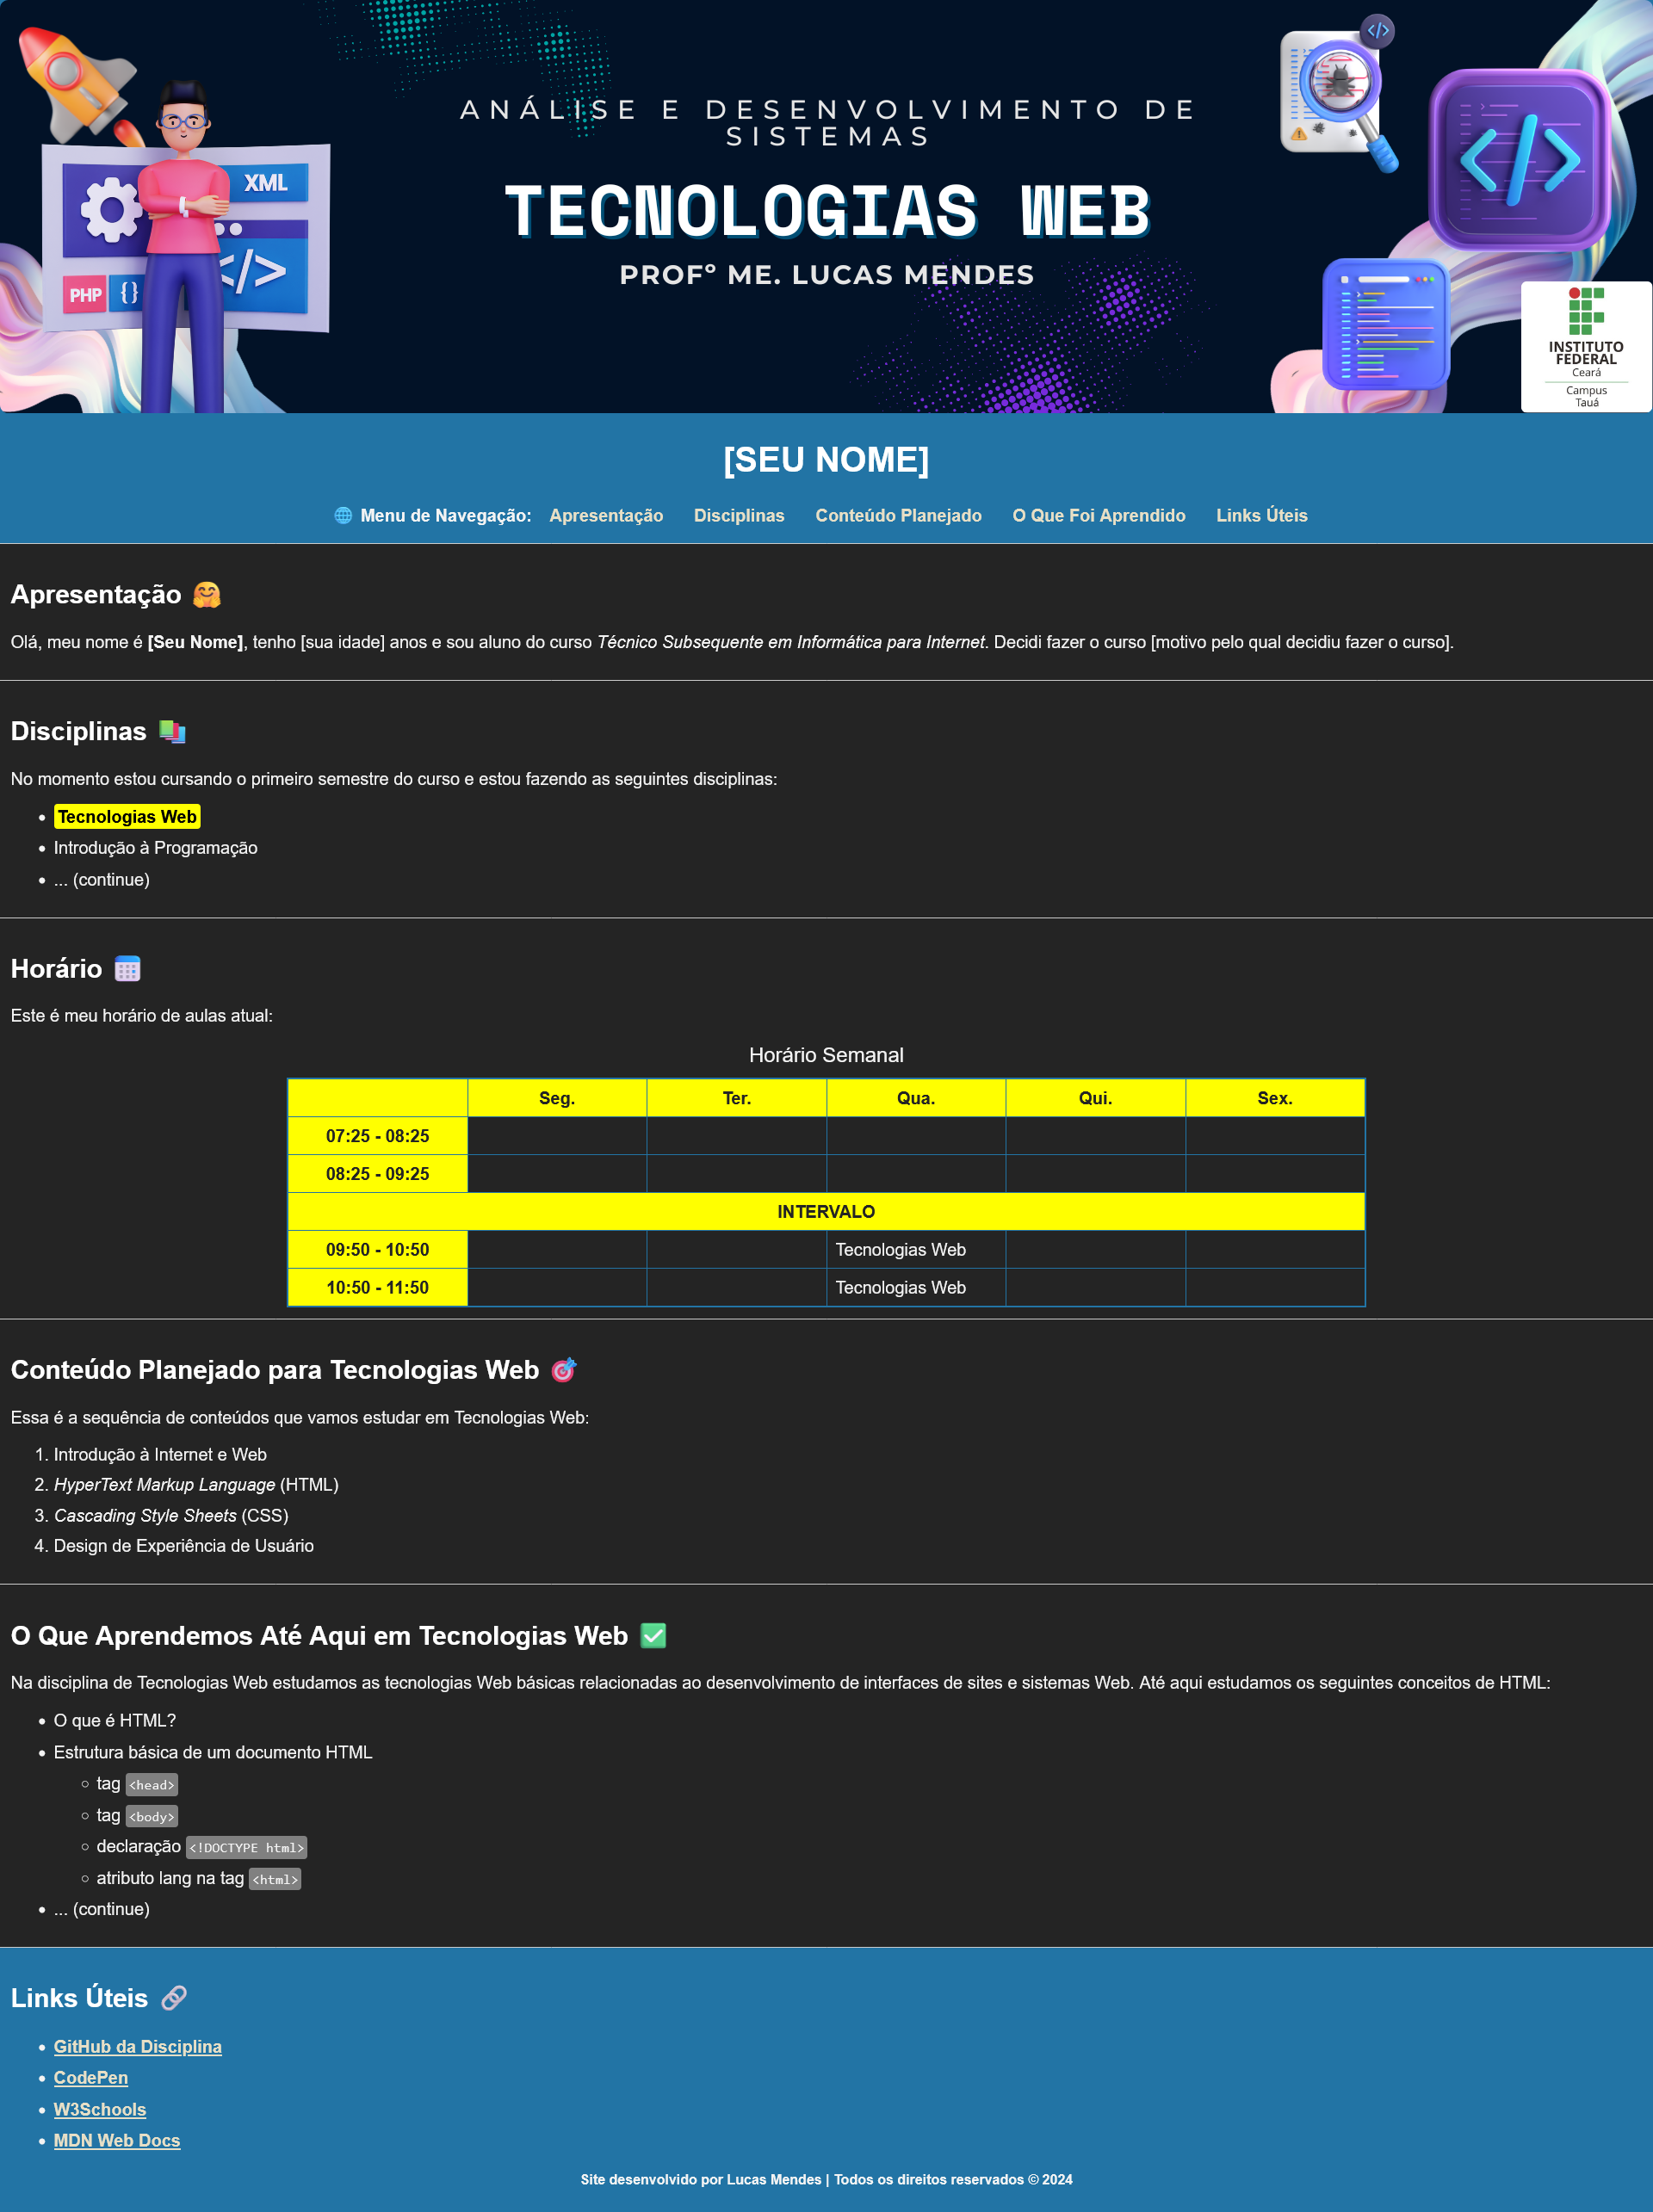 ANÁLISE E DESENVOLVIMENTO DE
SISTEMAS
TECNOLOGIAS WEB
PROFº ME. LUCAS MENDES
XML
</>
PHP
{}
</>
</>
INSTITUTO
FEDERAL
Ceará
Campus
Tauá
[SEU NOME]
Menu de Navegação: Apresentação Disciplinas Conteúdo Planejado O Que Foi Aprendido Links Úteis
Apresentação
Olá, meu nome é [Seu Nome], tenho [sua idade] anos e sou aluno do curso Técnico Subsequente em Informática para Internet. Decidi fazer o curso [motivo pelo qual decidiu fazer o curso].
Disciplinas
No momento estou cursando o primeiro semestre do curso e estou fazendo as seguintes disciplinas:
• Tecnologias Web
• Introdução à Programação
• ... (continue)
Horário
Este é meu horário de aulas atual:
Horário Semanal
Seg. Ter. Qua. Qui. Sex.
07:25 - 08:25
08:25 - 09:25
INTERVALO
09:50 - 10:50 Tecnologias Web
10:50 - 11:50 Tecnologias Web
Conteúdo Planejado para Tecnologias Web
Essa é a sequência de conteúdos que vamos estudar em Tecnologias Web:
1. Introdução à Internet e Web
2. HyperText Markup Language (HTML)
3. Cascading Style Sheets (CSS)
4. Design de Experiência de Usuário
O Que Aprendemos Até Aqui em Tecnologias Web
Na disciplina de Tecnologias Web estudamos as tecnologias Web básicas relacionadas ao desenvolvimento de interfaces de sites e sistemas Web. Até aqui estudamos os seguintes conceitos de HTML:
• O que é HTML?
• Estrutura básica de um documento HTML
◦ tag <head>
◦ tag <body>
◦ declaração <!DOCTYPE html>
◦ atributo lang na tag <html>
• ... (continue)
Links Úteis
• GitHub da Disciplina
• CodePen
• W3Schools
• MDN Web Docs
Site desenvolvido por Lucas Mendes | Todos os direitos reservados © 2024